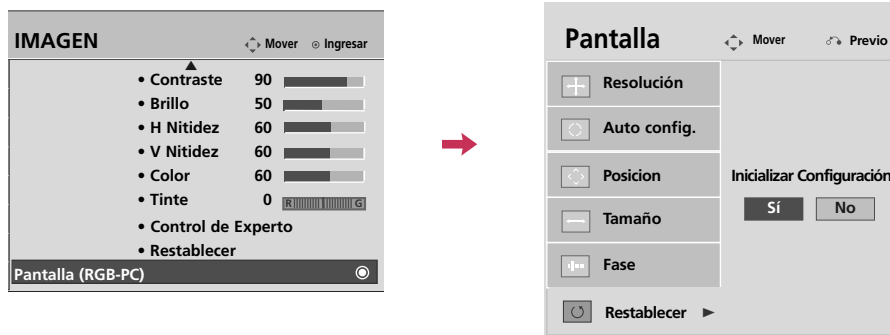 IMAGEN Mover Ingresar
• Contraste 90
• Brillo 50
• H Nitidez 60
• V Nitidez 60
• Color 60
• Tinte 0 R G
• Control de Experto
• Restablecer
Pantalla (RGB-PC)
Pantalla Mover Previo
Resolución
Auto config.
Posicion
Tamaño
Fase
Restablecer
Inicializar Configuración
Sí No